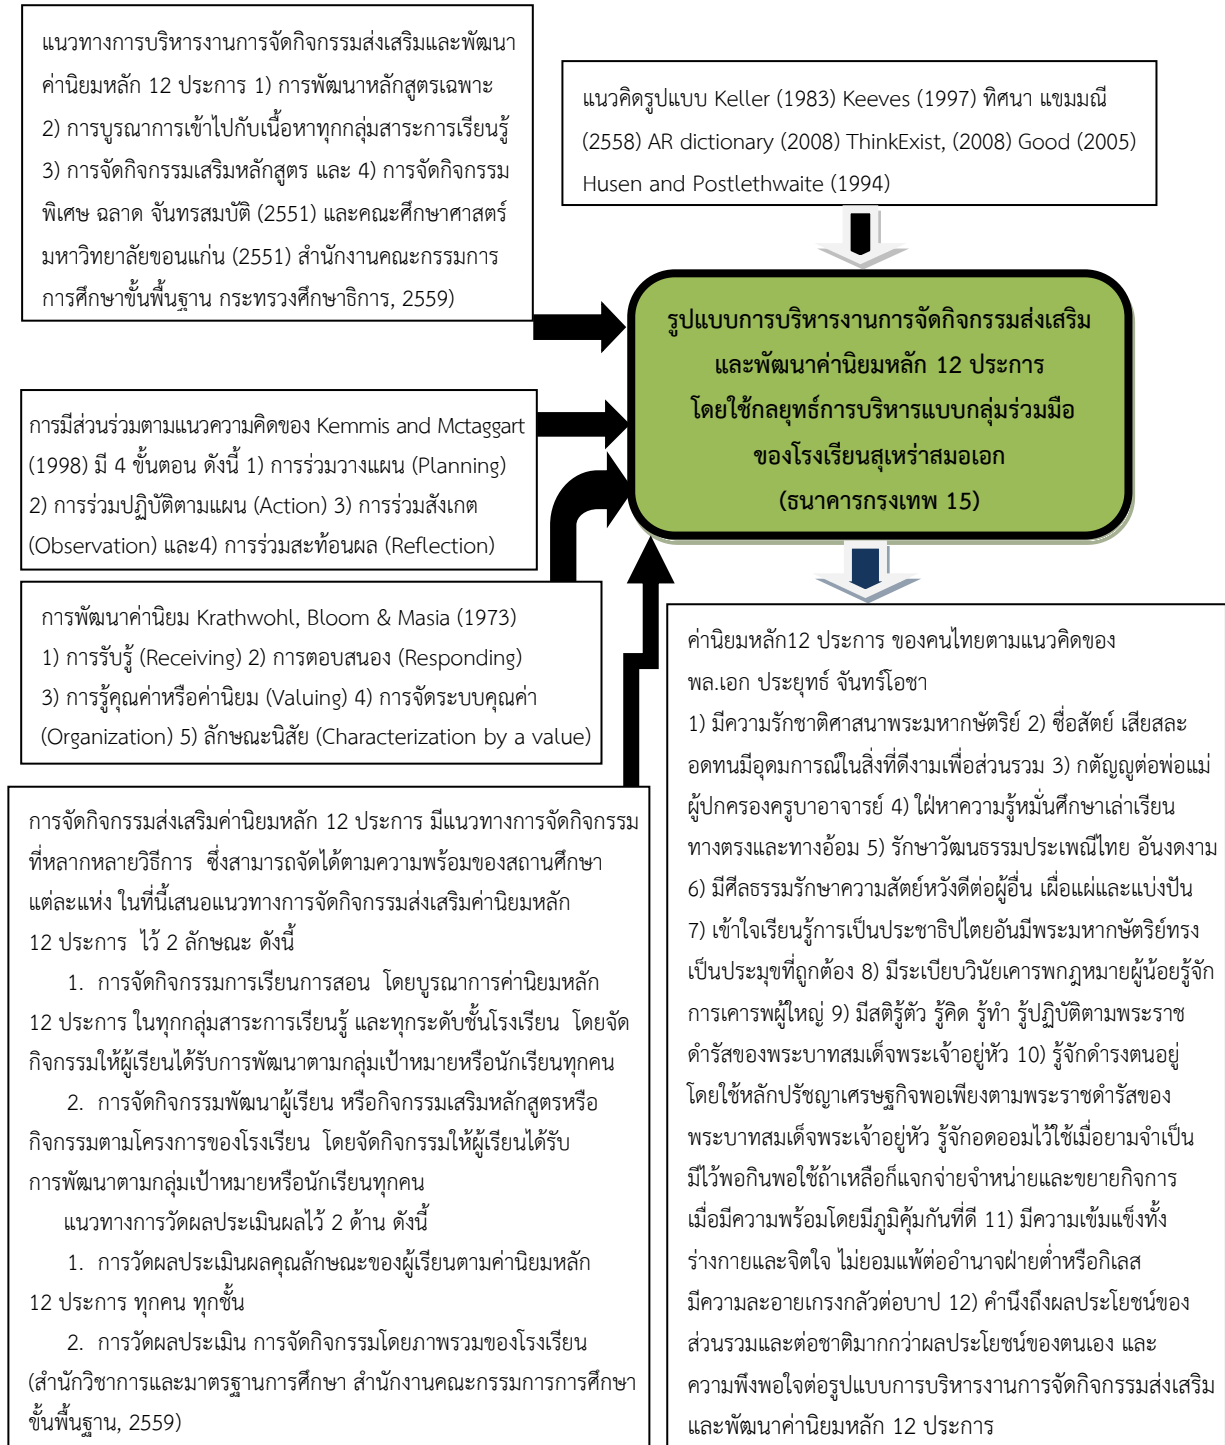 แนวทางการบริหารงานการจัดกิจกรรมส่งเสริมและพัฒนา
ค่านิยมหลัก 12 ประการ 1) การพัฒนาหลักสูตรเฉพาะ
2) การบูรณาการเข้าไปกับเนื้อหาทุกกลุ่มสาระการเรียนรู้
3) การจัดกิจกรรมเสริมหลักสูตร และ 4) การจัดกิจกรรม
พิเศษ ฉลาด จันทรสมบัติ (2551) และคณะศึกษาศาสตร์
มหาวิทยาลัยขอนแก่น (2551) สำนักงานคณะกรรมการ
การศึกษาขั้นพื้นฐาน กระทรวงศึกษาธิการ, 2559)
แนวคิดรูปแบบ Keller (1983) Keeves (1997) ทิศนา แขมมณี
(2558) AR dictionary (2008) ThinkExist, (2008) Good (2005)
Husen and Postlethwaite (1994)
รูปแบบการบริหารงานการจัดกิจกรรมส่งเสริม
และพัฒนาค่านิยมหลัก 12 ประการ
โดยใช้กลยุทธ์การบริหารแบบกลุ่มร่วมมือ
ของโรงเรียนสุเหร่าสมอเอก
(ธนาคารกรุงเทพ 15)
การมีส่วนร่วมตามแนวความคิดของ Kemmis and Mctaggart
(1998) มี 4 ขั้นตอน ดังนี้ 1) การร่วมวางแผน (Planning)
2) การร่วมปฏิบัติตามแผน (Action) 3) การร่วมสังเกต
(Observation) และ4) การร่วมสะท้อนผล (Reflection)
การพัฒนาค่านิยม Krathwohl, Bloom & Masia (1973)
1) การรับรู้ (Receiving) 2) การตอบสนอง (Responding)
3) การรู้คุณค่าหรือค่านิยม (Valuing) 4) การจัดระบบคุณค่า
(Organization) 5) ลักษณะนิสัย (Characterization by a value)
การจัดกิจกรรมส่งเสริมค่านิยมหลัก 12 ประการ มีแนวทางการจัดกิจกรรม
ที่หลากหลายวิธีการ ซึ่งสามารถจัดได้ตามความพร้อมของสถานศึกษา
แต่ละแห่ง ในที่นี้เสนอแนวทางการจัดกิจกรรมส่งเสริมค่านิยมหลัก
12 ประการ ไว้ 2 ลักษณะ ดังนี้
1. การจัดกิจกรรมการเรียนการสอน โดยบูรณาการค่านิยมหลัก
12 ประการ ในทุกกลุ่มสาระการเรียนรู้ และทุกระดับชั้นโรงเรียน โดยจัด
กิจกรรมให้ผู้เรียนได้รับการพัฒนาตามกลุ่มเป้าหมายหรือนักเรียนทุกคน
2. การจัดกิจกรรมพัฒนาผู้เรียน หรือกิจกรรมเสริมหลักสูตรหรือ
กิจกรรมตามโครงการของโรงเรียน โดยจัดกิจกรรมให้ผู้เรียนได้รับ
การพัฒนาตามกลุ่มเป้าหมายหรือนักเรียนทุกคน
แนวทางการวัดผลประเมินผลไว้ 2 ด้าน ดังนี้
1. การวัดผลประเมินผลคุณลักษณะของผู้เรียนตามค่านิยมหลัก
12 ประการ ทุกคน ทุกชั้น
2. การวัดผลประเมิน การจัดกิจกรรมโดยภาพรวมของโรงเรียน
(สำนักวิชาการและมาตรฐานการศึกษา สำนักงานคณะกรรมการการศึกษา
ขั้นพื้นฐาน, 2559)
ค่านิยมหลัก12 ประการ ของคนไทยตามแนวคิดของ
พล.เอก ประยุทธ์ จันทร์โอชา
1) มีความรักชาติศาสนาพระมหากษัตริย์ 2) ซื่อสัตย์ เสียสละ
อดทนมีอุดมการณ์ในสิ่งที่ดีงามเพื่อส่วนรวม 3) กตัญญูต่อพ่อแม่
ผู้ปกครองครูบาอาจารย์ 4) ใฝ่หาความรู้หมั่นศึกษาเล่าเรียน
ทางตรงและทางอ้อม 5) รักษาวัฒนธรรมประเพณีไทย อันงดงาม
6) มีศีลธรรมรักษาความสัตย์หวังดีต่อผู้อื่น เผื่อแผ่และแบ่งปัน
7) เข้าใจเรียนรู้การเป็นประชาธิปไตยอันมีพระมหากษัตริย์ทรง
เป็นประมุขที่ถูกต้อง 8) มีระเบียบวินัยเคารพกฎหมายผู้น้อยรู้จัก
การเคารพผู้ใหญ่ 9) มีสติรู้ตัว รู้คิด รู้ทำ รู้ปฏิบัติตามพระราช
ดำรัสของพระบาทสมเด็จพระเจ้าอยู่หัว 10) รู้จักดำรงตนอยู่
โดยใช้หลักปรัชญาเศรษฐกิจพอเพียงตามพระราชดำรัสของ
พระบาทสมเด็จพระเจ้าอยู่หัว รู้จักอดออมไว้ใช้เมื่อยามจำเป็น
มีไว้พอกินพอใช้ถ้าเหลือก็แจกจ่ายจำหน่ายและขยายกิจการ
เมื่อมีความพร้อมโดยมีภูมิคุ้มกันที่ดี 11) มีความเข้มแข็งทั้ง
ร่างกายและจิตใจ ไม่ยอมแพ้ต่ออำนาจฝ่ายต่ำหรือกิเลส
มีความละอายเกรงกลัวต่อบาป 12) คำนึงถึงผลประโยชน์ของ
ส่วนรวมและต่อชาติมากกว่าผลประโยชน์ของตนเอง และ
ความพึงพอใจต่อรูปแบบการบริหารงานการจัดกิจกรรมส่งเสริม
และพัฒนาค่านิยมหลัก 12 ประการ